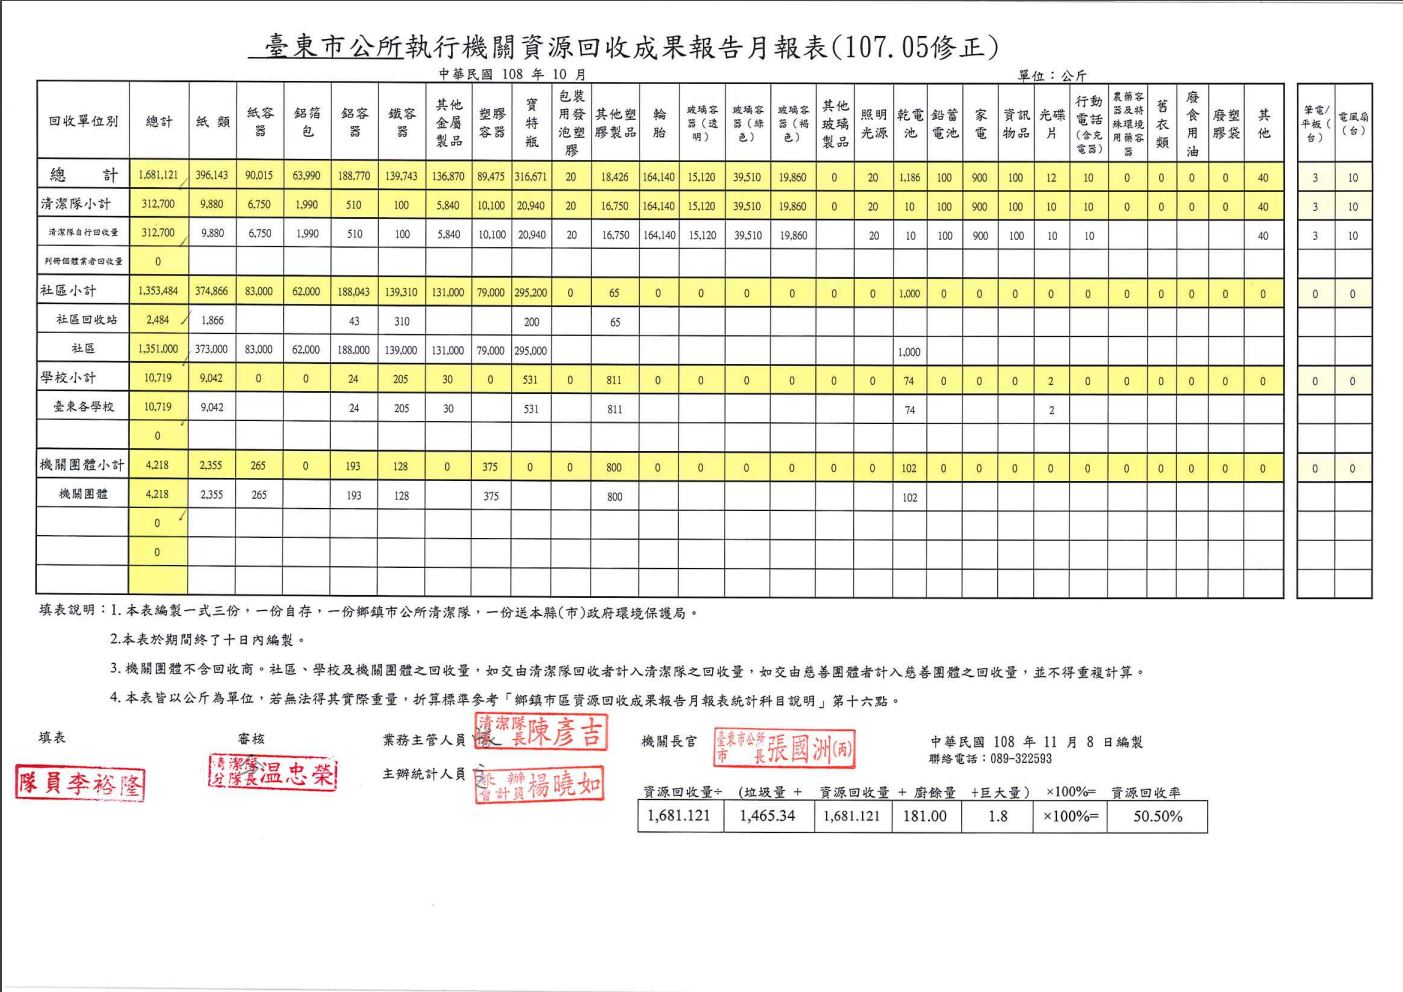 臺東市公所執行機關資源回收成果報告月報表(107.05修正)
中華民國 108 年 10 月
單位：公斤
回收單位別 總計 紙類 紙容器 鋁箔包 鋁容器 鐵容器 其他金屬製品 塑膠容器 寶特瓶 包裝用發泡塑膠 其他塑膠製品 輪胎 玻璃容器(透明) 玻璃容器(綠色) 玻璃容器(褐色) 其他玻璃製品 照明光源 乾電池 鉛蓄電池 家電 資訊物品 光碟片 行動電話(含充電器) 農藥容器及特殊環境用藥容器 舊衣類 廢食用油 廢塑膠袋 其他 筆電/平板(台) 電風扇(台)
總計 1,681,121 396,143 90,015 63,990 188,770 139,743 136,870 89,475 316,671 20 18,426 164,140 15,120 39,510 19,860 0 20 1,186 100 900 100 12 10 0 0 0 0 40 3 10
清潔隊小計 312,700 9,880 6,750 1,990 510 100 5,840 10,100 20,940 20 16,750 164,140 15,120 39,510 19,860 0 20 10 100 900 100 10 10 0 0 0 0 40 3 10
清潔隊自行回收量 312,700 9,880 6,750 1,990 510 100 5,840 10,100 20,940 20 16,750 164,140 15,120 39,510 19,860 20 10 100 900 100 10 10 40 3 10
列冊個體業者回收量 0
社區小計 1,353,484 374,866 83,000 62,000 188,043 139,310 131,000 79,000 295,200 0 65 0 0 0 0 0 0 1,000 0 0 0 0 0 0 0 0 0 0 0 0
社區回收站 2,484 1,866 43 310 200 65
社區 1,351,000 373,000 83,000 62,000 188,000 139,000 131,000 79,000 295,000 1,000
學校小計 10,719 9,042 0 0 24 205 30 0 531 0 811 0 0 0 0 0 0 74 0 0 0 2 0 0 0 0 0 0 0 0
臺東各學校 10,719 9,042 24 205 30 531 811 74 2
0
機關團體小計 4,218 2,355 265 0 193 128 0 375 0 0 800 0 0 0 0 0 0 102 0 0 0 0 0 0 0 0 0 0 0 0
機關團體 4,218 2,355 265 193 128 375 800 102
0
0
填表說明：1.本表編製一式三份，一份自存，一份鄉鎮市公所清潔隊，一份送本縣(市)政府環境保護局。
2.本表於期間終了十日內編製。
3.機關團體不含回收商。社區、學校及機關團體之回收量，如交由清潔隊回收者計入清潔隊之回收量，如交由慈善團體者計入慈善團體之回收量，並不得重複計算。
4.本表皆以公斤為單位，若無法得其實際重量，折算標準參考「鄉鎮市區資源回收成果報告月報表統計科目說明」第十六點。
填表 審核 業務主管人員 機關長官 中華民國 108 年 11 月 8 日編製
清潔隊隊長陳彥吉
臺東市公所市長張國洲(丙)
聯絡電話：089-322593
主辦統計人員
隊員李裕隆
清潔隊分隊長温忠榮
兼辦會計員楊曉如
資源回收量÷ (垃圾量 + 資源回收量 + 廚餘量 +巨大量) ×100%= 資源回收率
1,681.121 1,465.34 1,681.121 181.00 1.8 ×100%= 50.50%